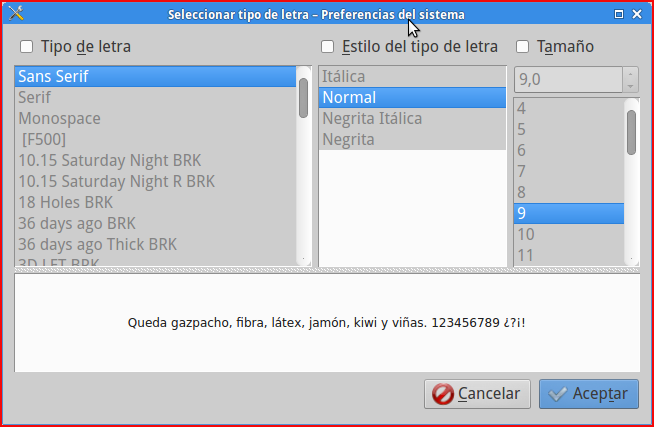 Seleccionar tipo de letra – Preferencias del sistema
Tipo de letra
Estilo del tipo de letra
Tamaño
Sans Serif
Serif
Monospace
[F500]
10.15 Saturday Night BRK
10.15 Saturday Night R BRK
18 Holes BRK
36 days ago BRK
36 days ago Thick BRK
3D LET BRK
Itálica
Normal
Negrita Itálica
Negrita
9,0
4
5
6
7
8
9
10
11
Queda gazpacho, fibra, látex, jamón, kiwi y viñas. 123456789 ¿?¡!
Cancelar
Aceptar